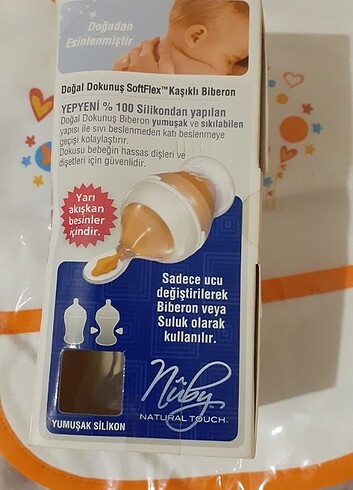 Doğadan
Esinlenmiştir
Doğal Dokunuş SoftFlex™ Kaşıklı Biberon
YEPYENİ % 100 Silikondan yapılan
Doğal Dokunuş Biberon yumuşak ve sıkılabilen
yapısı ile sıvı beslenmeden katı beslenmeye
geçişi kolaylaştırır.
Dokusu bebeğin hassas dişleri ve
dişetleri için güvenlidir.
Yarı
akışkan
besinler
içindir.
Sadece ucu
değiştirilerek
Biberon veya
Suluk olarak
kullanılır.
Nûby™
NATURAL TOUCH™
YUMUŞAK SİLİKON